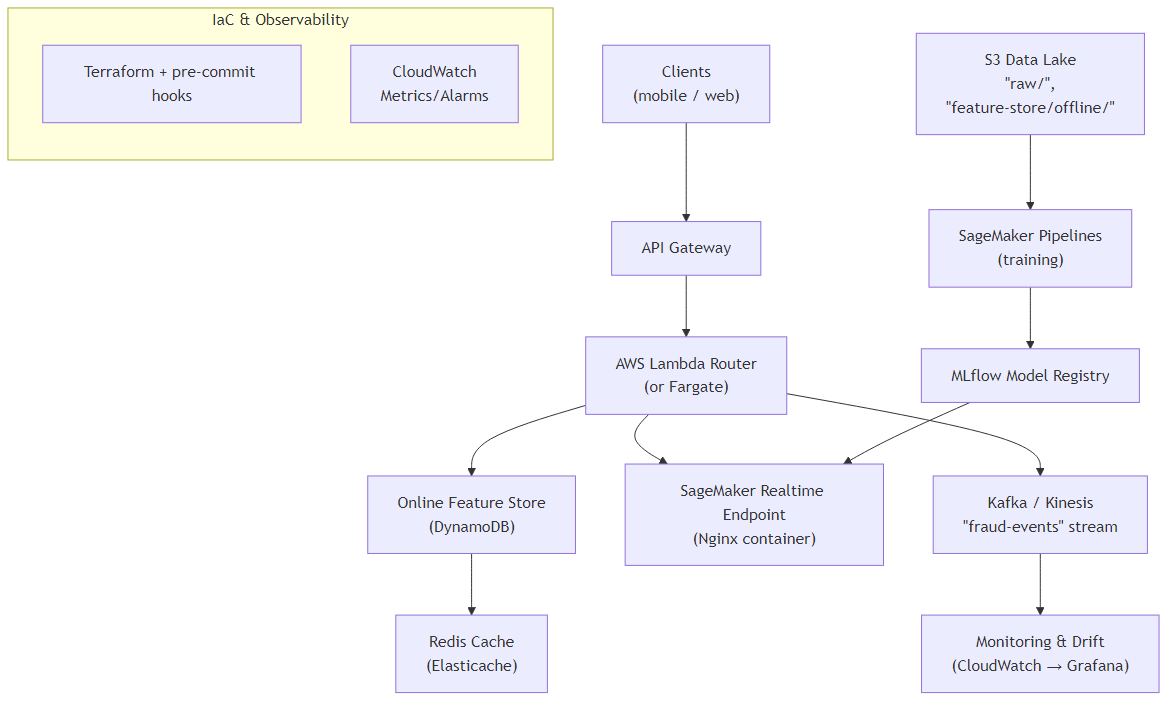 IaC & Observability
Terraform + pre-commit
hooks
CloudWatch
Metrics/Alarms
Clients
(mobile / web)
S3 Data Lake
"raw/",
"feature-store/offline/"
API Gateway
SageMaker Pipelines
(training)
AWS Lambda Router
(or Fargate)
MLflow Model Registry
Online Feature Store
(DynamoDB)
SageMaker Realtime
Endpoint
(Nginx container)
Kafka / Kinesis
"fraud-events" stream
Redis Cache
(Elasticache)
Monitoring & Drift
(CloudWatch → Grafana)